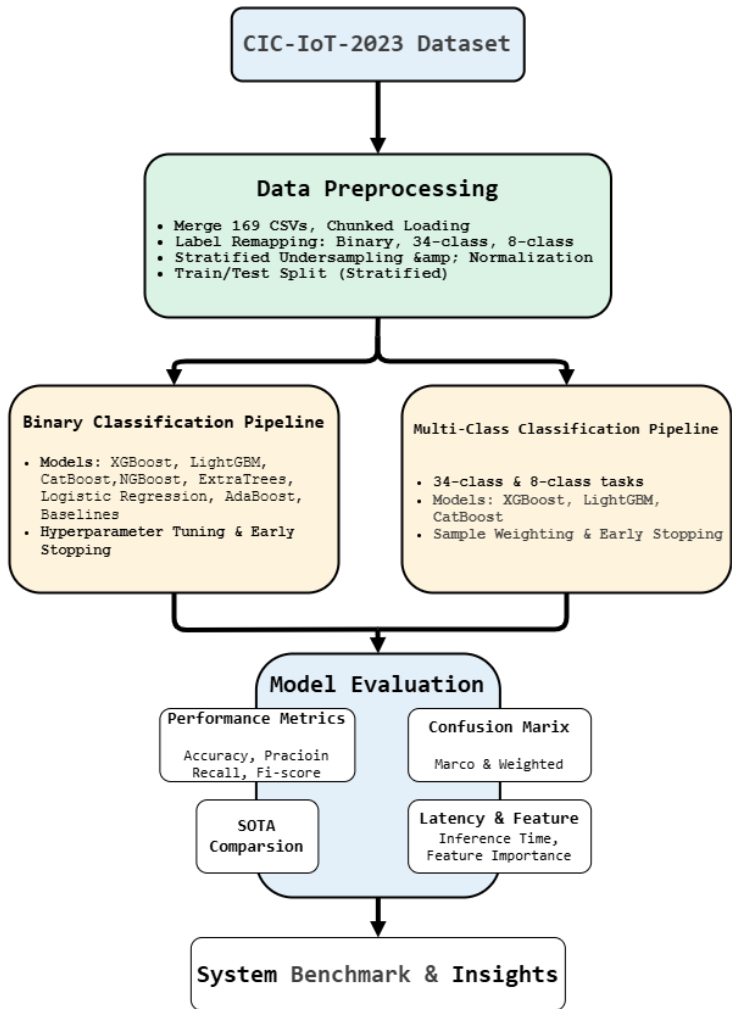 CIC-IoT-2023 Dataset
Data Preprocessing
• Merge 169 CSVs, Chunked Loading
• Label Remapping: Binary, 34-class, 8-class
• Stratified Undersampling &amp; Normalization
• Train/Test Split (Stratified)
Binary Classification Pipeline
• Models: XGBoost, LightGBM,
CatBoost,NGBoost, ExtraTrees,
Logistic Regression, AdaBoost,
Baselines
• Hyperparameter Tuning & Early
Stopping
Multi-Class Classification Pipeline
• 34-class & 8-class tasks
• Models: XGBoost, LightGBM,
CatBoost
• Sample Weighting & Early Stopping
Model Evaluation
Performance Metrics
Accuracy, Pracioin
Recall, Fi-score
Confusion Marix
Marco & Weighted
SOTA
Comparsion
Latency & Feature
Inference Time,
Feature Importance
System Benchmark & Insights